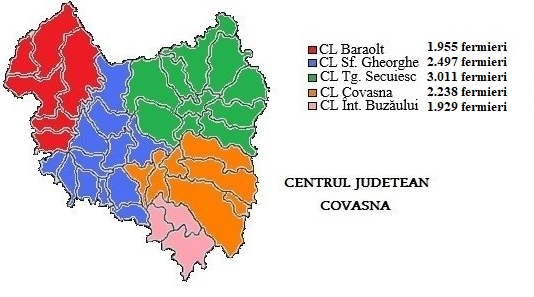 CL Baraolt 1.955 fermieri
CL Sf. Gheorghe 2.497 fermieri
CL Tg. Secuiesc 3.011 fermieri
CL Covasna 2.238 fermieri
CL Int. Buzăului 1.929 fermieri
CENTRUL JUDETEAN
COVASNA